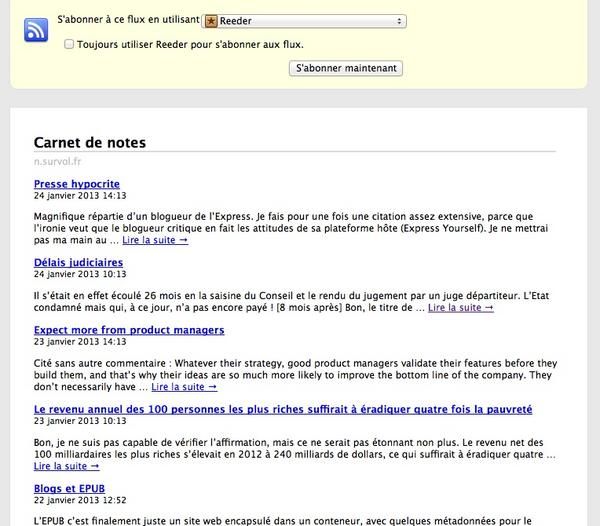 S'abonner à ce flux en utilisant Reeder
Toujours utiliser Reeder pour s'abonner aux flux.
S'abonner maintenant
Carnet de notes
n.survol.fr
Presse hypocrite
24 janvier 2013 14:13
Magnifique répartie d’un blogueur de l’Express. Je fais pour une fois une citation assez extensive, parce que
l’ironie veut que le blogueur critique en fait les attitudes de sa plateforme hôte (Express Yourself). Je ne mettrai
pas ma main au … Lire la suite →
Délais judiciaires
24 janvier 2013 10:13
Il s’était en effet écoulé 26 mois en la saisine du Conseil et le rendu du jugement par un juge départiteur. L’Etat
condamné mais qui, à ce jour, n’a pas encore payé ! [8 mois après] Bon, le titre de … Lire la suite →
Expect more from product managers
23 janvier 2013 14:13
Cité sans autre commentaire : Whatever their strategy, good product managers validate their features before they
build them, and that’s why their ideas are so much more likely to improve the bottom line of the company. They
don’t necessarily have … Lire la suite →
Le revenu annuel des 100 personnes les plus riches suffirait à éradiquer quatre fois la pauvreté
23 janvier 2013 10:13
Bon, je ne suis pas capable de vérifier l’affirmation, mais ce ne serait pas étonnant non plus. Le revenu net des
100 milliardaires les plus riches s’élevait en 2012 à 240 milliards de dollars, ce qui suffirait à éradiquer quatre …
Lire la suite →
Blogs et EPUB
22 janvier 2013 12:52
L’EPUB c’est finalement juste un site web encapsulé dans un conteneur, avec quelques métadonnées pour le